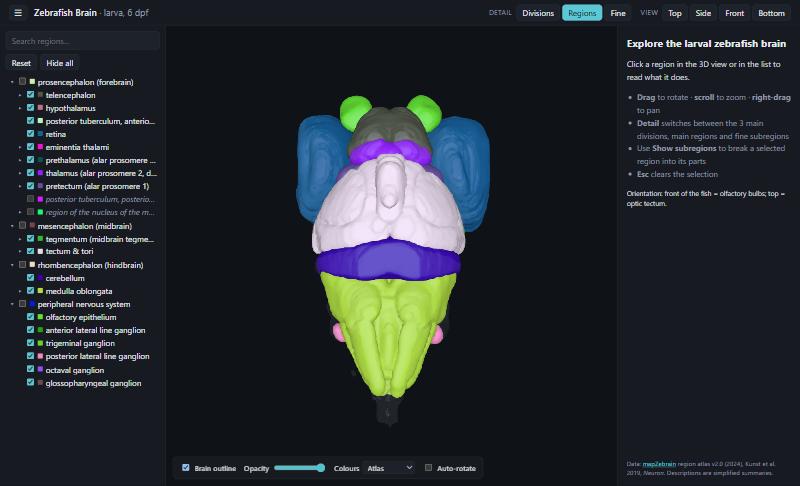 ☰ Zebrafish Brain · larva, 6 dpf
DETAIL Divisions Regions Fine VIEW Top Side Front Bottom
Search regions...
Reset Hide all
prosencephalon (forebrain)
telencephalon
hypothalamus
posterior tuberculum, anterio...
retina
eminentia thalami
prethalamus (alar prosomere ...
thalamus (alar prosomere 2, d...
pretectum (alar prosomere 1)
posterior tuberculum, posterio...
region of the nucleus of the m...
mesencephalon (midbrain)
tegmentum (midbrain tegme...
tectum & tori
rhombencephalon (hindbrain)
cerebellum
medulla oblongata
peripheral nervous system
olfactory epithelium
anterior lateral line ganglion
trigeminal ganglion
posterior lateral line ganglion
octaval ganglion
glossopharyngeal ganglion
Brain outline Opacity Colours Atlas Auto-rotate
Explore the larval zebrafish brain
Click a region in the 3D view or in the list to
read what it does.
• Drag to rotate · scroll to zoom · right-drag
to pan
• Detail switches between the 3 main
divisions, main regions and fine subregions
• Use Show subregions to break a selected
region into its parts
• Esc clears the selection
Orientation: front of the fish = olfactory bulbs; top =
optic tectum.
Data: mapZebrain region atlas v2.0 (2024), Kunst et al.
2019, Neuron. Descriptions are simplified summaries.